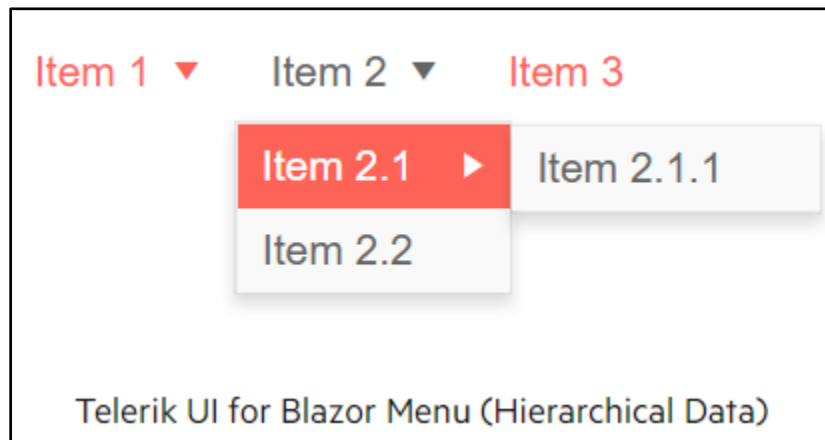 Item 1 Item 2 Item 3
Item 2.1 Item 2.1.1
Item 2.2
Telerik UI for Blazor Menu (Hierarchical Data)